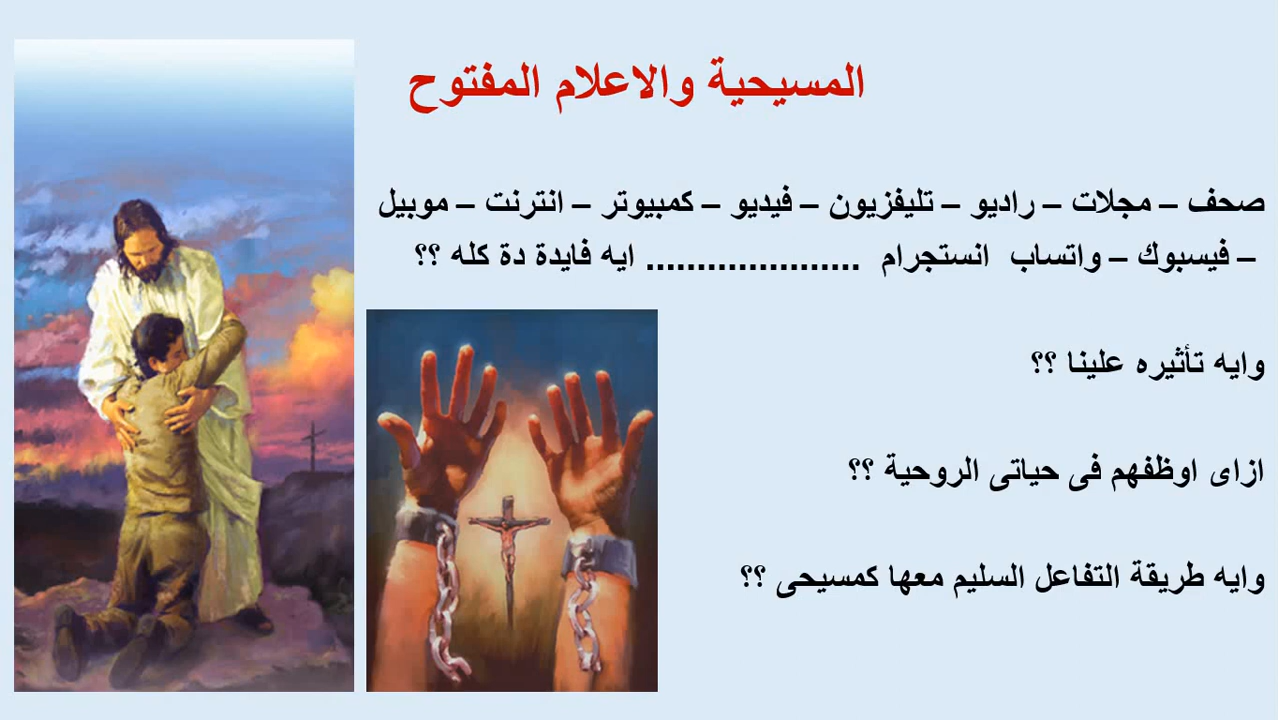 المسيحية والاعلام المفتوح
صحف – مجلات – راديو – تليفزيون – فيديو – كمبيوتر – انترنت – موبيل
– فيسبوك – واتساب انستجرام ..................... ايه فايدة دة كله ؟؟
وايه تأثيره علينا ؟؟
ازاى اوظفهم فى حياتى الروحية ؟؟
وايه طريقة التفاعل السليم معها كمسيحى ؟؟